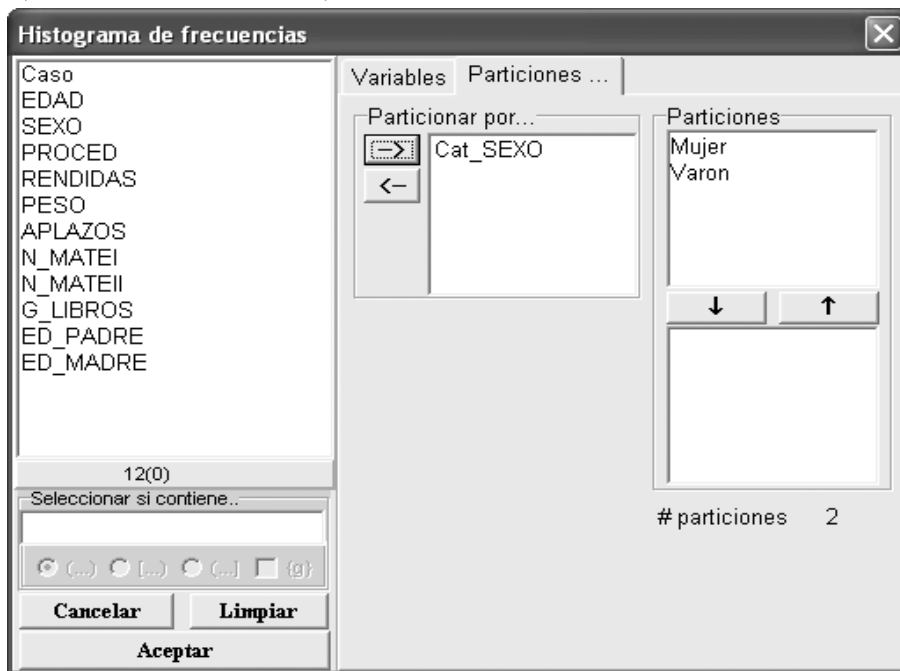 Histograma de frecuencias
Caso
EDAD
SEXO
PROCED
RENDIDAS
PESO
APLAZOS
N_MATEI
N_MATEII
G_LIBROS
ED_PADRE
ED_MADRE
12(0)
Seleccionar si contiene..
(...) [...) (...] {g}
Cancelar Limpiar
Aceptar
Variables Particiones ...
Particionar por...
Cat_SEXO
Particiones
Mujer
Varon
# particiones 2